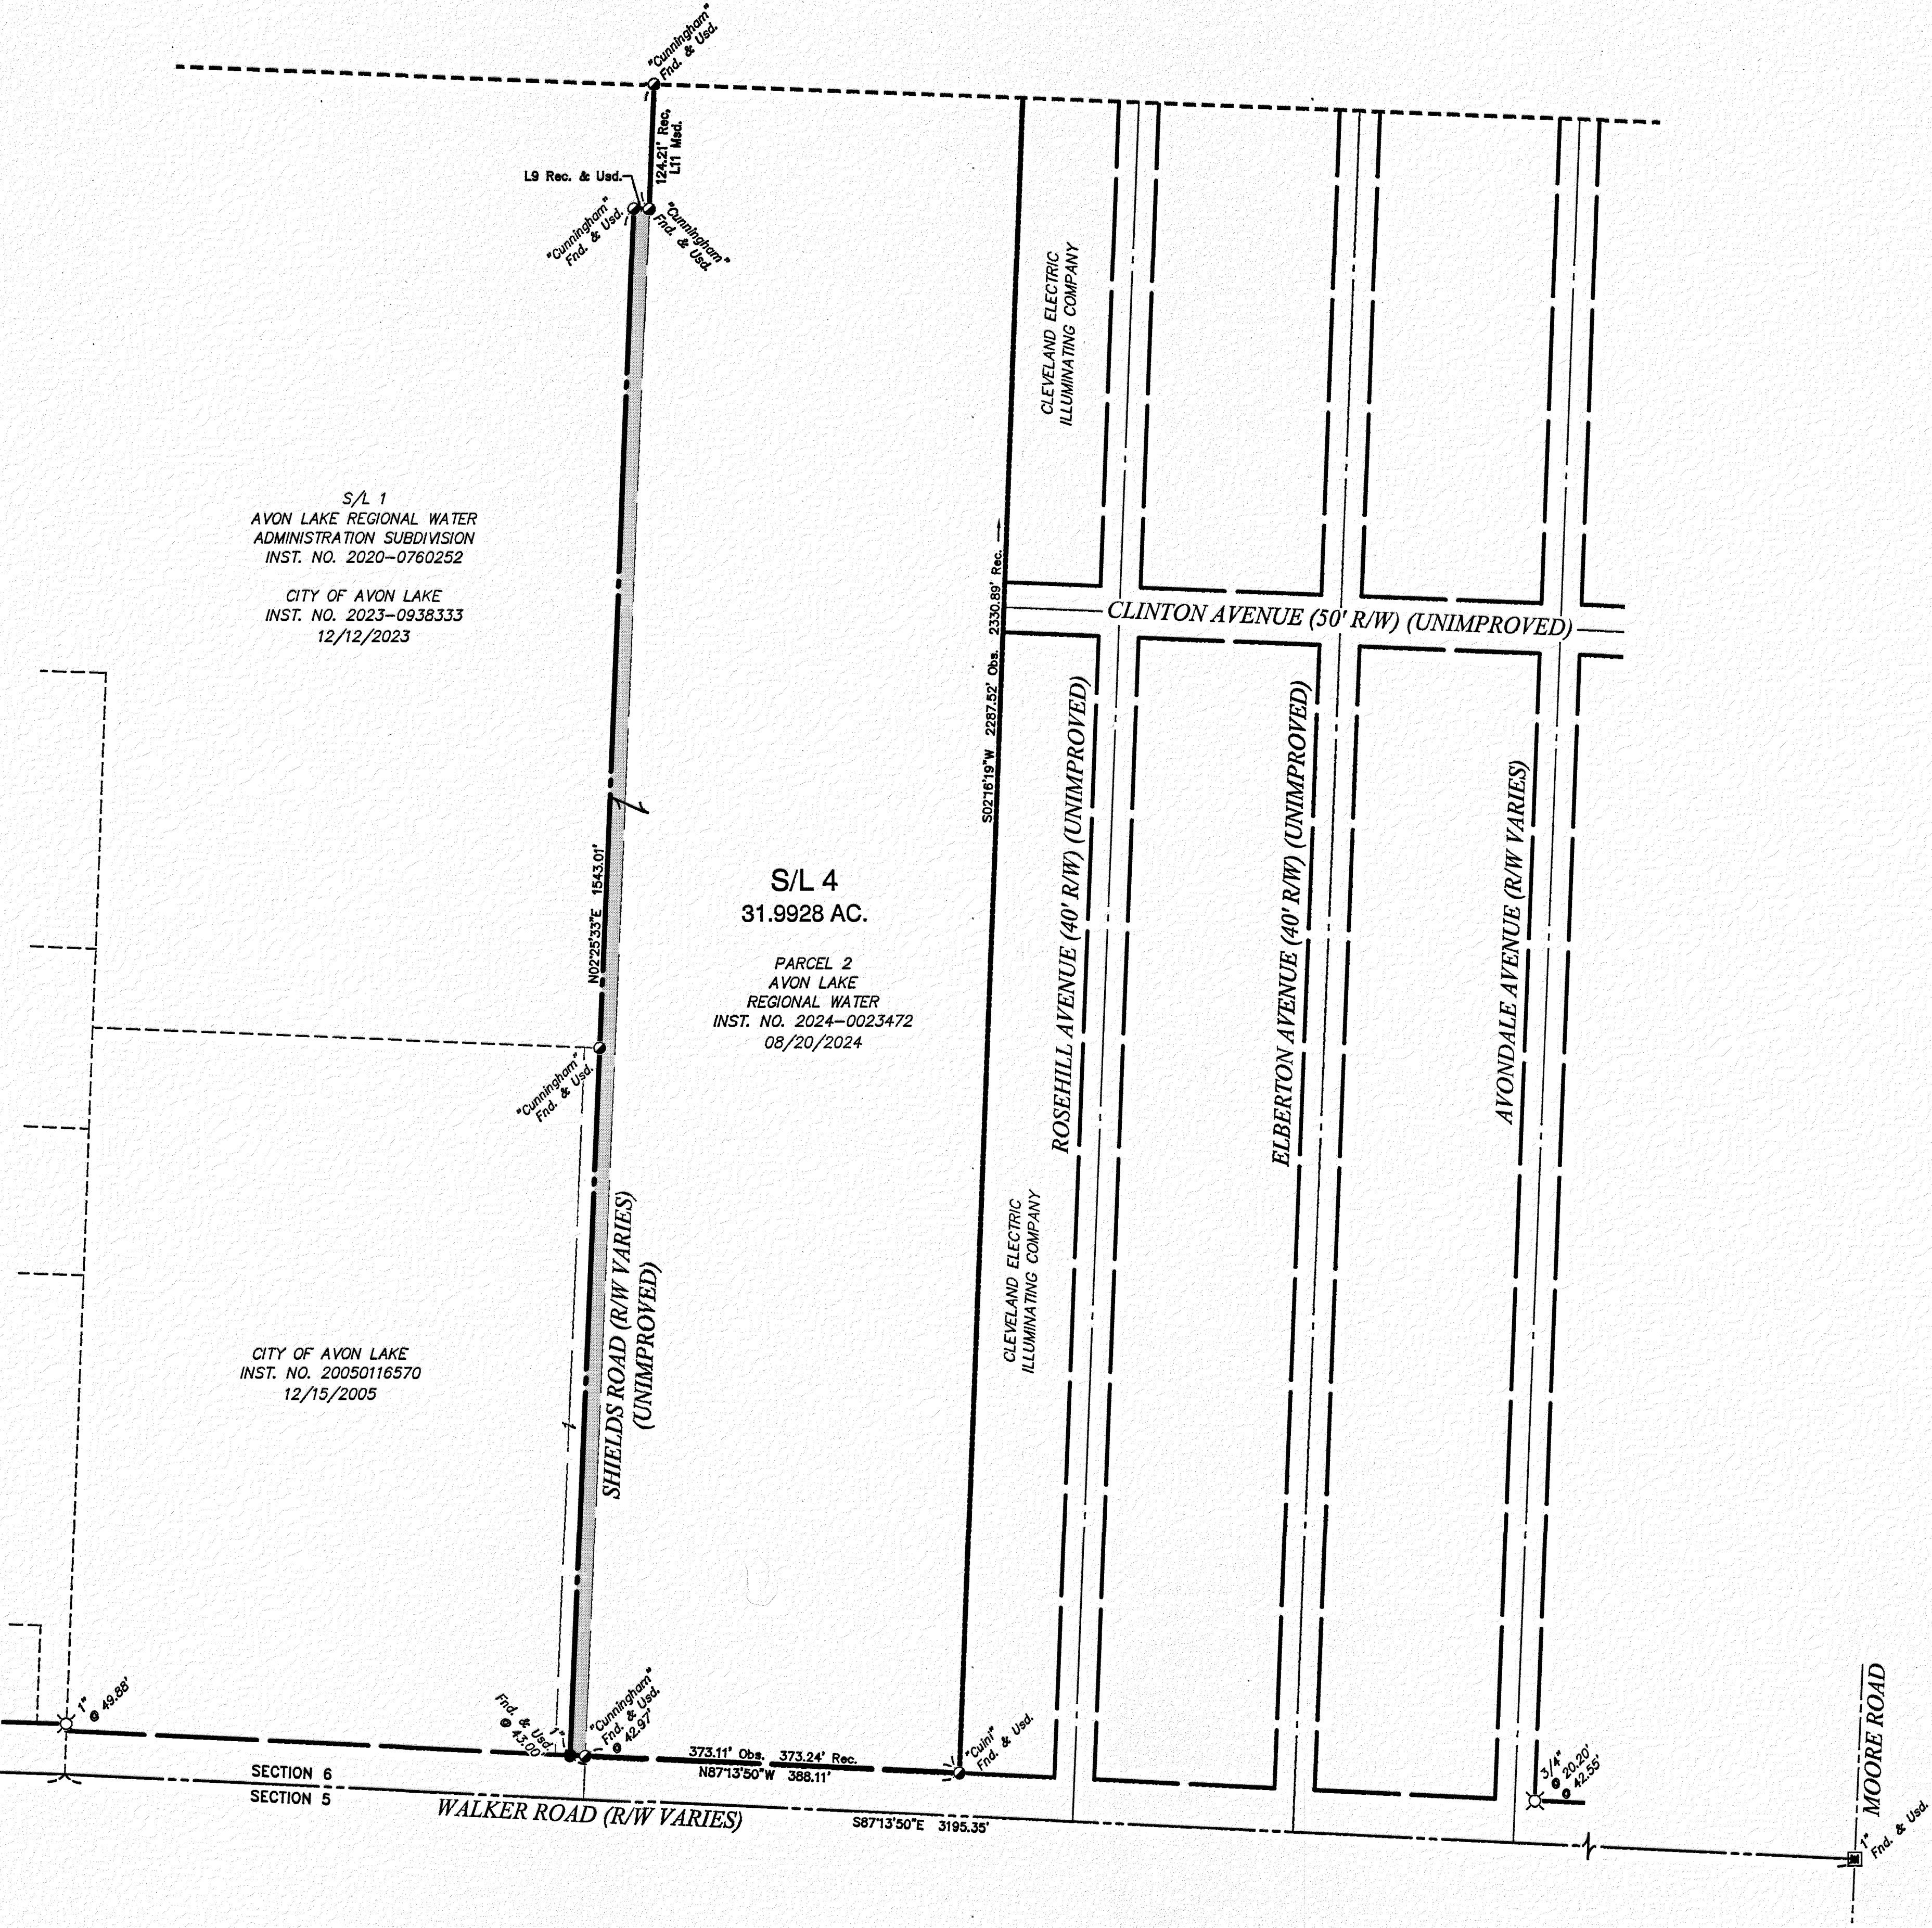 "Cunningham"
Fnd. & Usd.
124.21' Rec.
L11 Msd.
L9 Rec. & Usd.
"Cunningham"
Fnd. & Usd.
"Cunningham"
Fnd. & Usd.
CLEVELAND ELECTRIC
ILLUMINATING COMPANY
S/L 1
AVON LAKE REGIONAL WATER
ADMINISTRATION SUBDIVISION
INST. NO. 2020-0760252
CITY OF AVON LAKE
INST. NO. 2023-0938333
12/12/2023
CLINTON AVENUE (50' R/W) (UNIMPROVED)
S02°16'19"W 2287.52' Obs. 2330.89' Rec.
N02°25'33"E 1543.01'
S/L 4
31.9928 AC.
PARCEL 2
AVON LAKE
REGIONAL WATER
INST. NO. 2024-0023472
08/20/2024
ROSEHILL AVENUE (40' R/W) (UNIMPROVED)
ELBERTON AVENUE (40' R/W) (UNIMPROVED)
AVONDALE AVENUE (R/W VARIES)
"Cunningham"
Fnd. & Usd.
SHIELDS ROAD (R/W VARIES)
(UNIMPROVED)
CLEVELAND ELECTRIC
ILLUMINATING COMPANY
CITY OF AVON LAKE
INST. NO. 20050116570
12/15/2005
1"
@ 49.88'
1"
Fnd. & Usd.
@ 43.00'
"Cunningham"
Fnd. & Usd.
@ 42.97'
373.11' Obs. 373.24' Rec.
N87°13'50"W 388.11'
"Cuini"
Fnd. & Usd.
3/4"
@ 20.20'
@ 42.55'
MOORE ROAD
1"
Fnd. & Usd.
SECTION 6
SECTION 5
WALKER ROAD (R/W VARIES)
S87°13'50"E 3195.35'